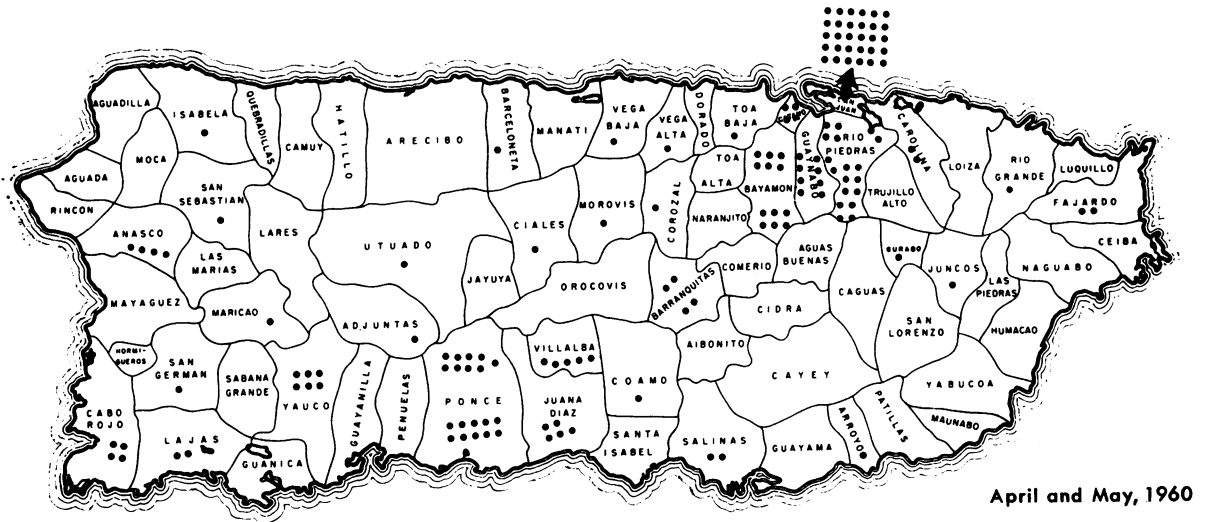 AGUADILLA
ISABELA
QUEBRADILLAS
CAMUY
HATILLO
ARECIBO
BARCELONETA
MANATI
VEGA
BAJA
VEGA
ALTA
DORADO
TOA
BAJA
CATAÑO
SAN
JUAN
RIO
PIEDRAS
GUAYNABO
CAROLINA
LOIZA
RIO
GRANDE
LUQUILLO
FAJARDO
CEIBA
MOCA
AGUADA
RINCON
SAN
SEBASTIAN
ANASCO
LAS
MARIAS
LARES
UTUADO
CIALES
MOROVIS
COROZAL
TOA
ALTA
BAYAMON
NARANJITO
TRUJILLO
ALTO
MAYAGUEZ
MARICAO
ADJUNTAS
JAYUYA
OROCOVIS
BARRANQUITAS
COMERIO
AGUAS
BUENAS
GURABO
CAGUAS
JUNCOS
LAS
PIEDRAS
NAGUABO
HUMACAO
CIDRA
SAN
LORENZO
HORMI-
GUEROS
SAN
GERMAN
SABANA
GRANDE
YAUCO
GUAYANILLA
PENUELAS
PONCE
VILLALBA
JUANA
DIAZ
COAMO
AIBONITO
CAYEY
YABUCOA
CABO
ROJO
LAJAS
GUANICA
SANTA
ISABEL
SALINAS
GUAYAMA
ARROYO
PATILLAS
MAUNABO
April and May, 1960